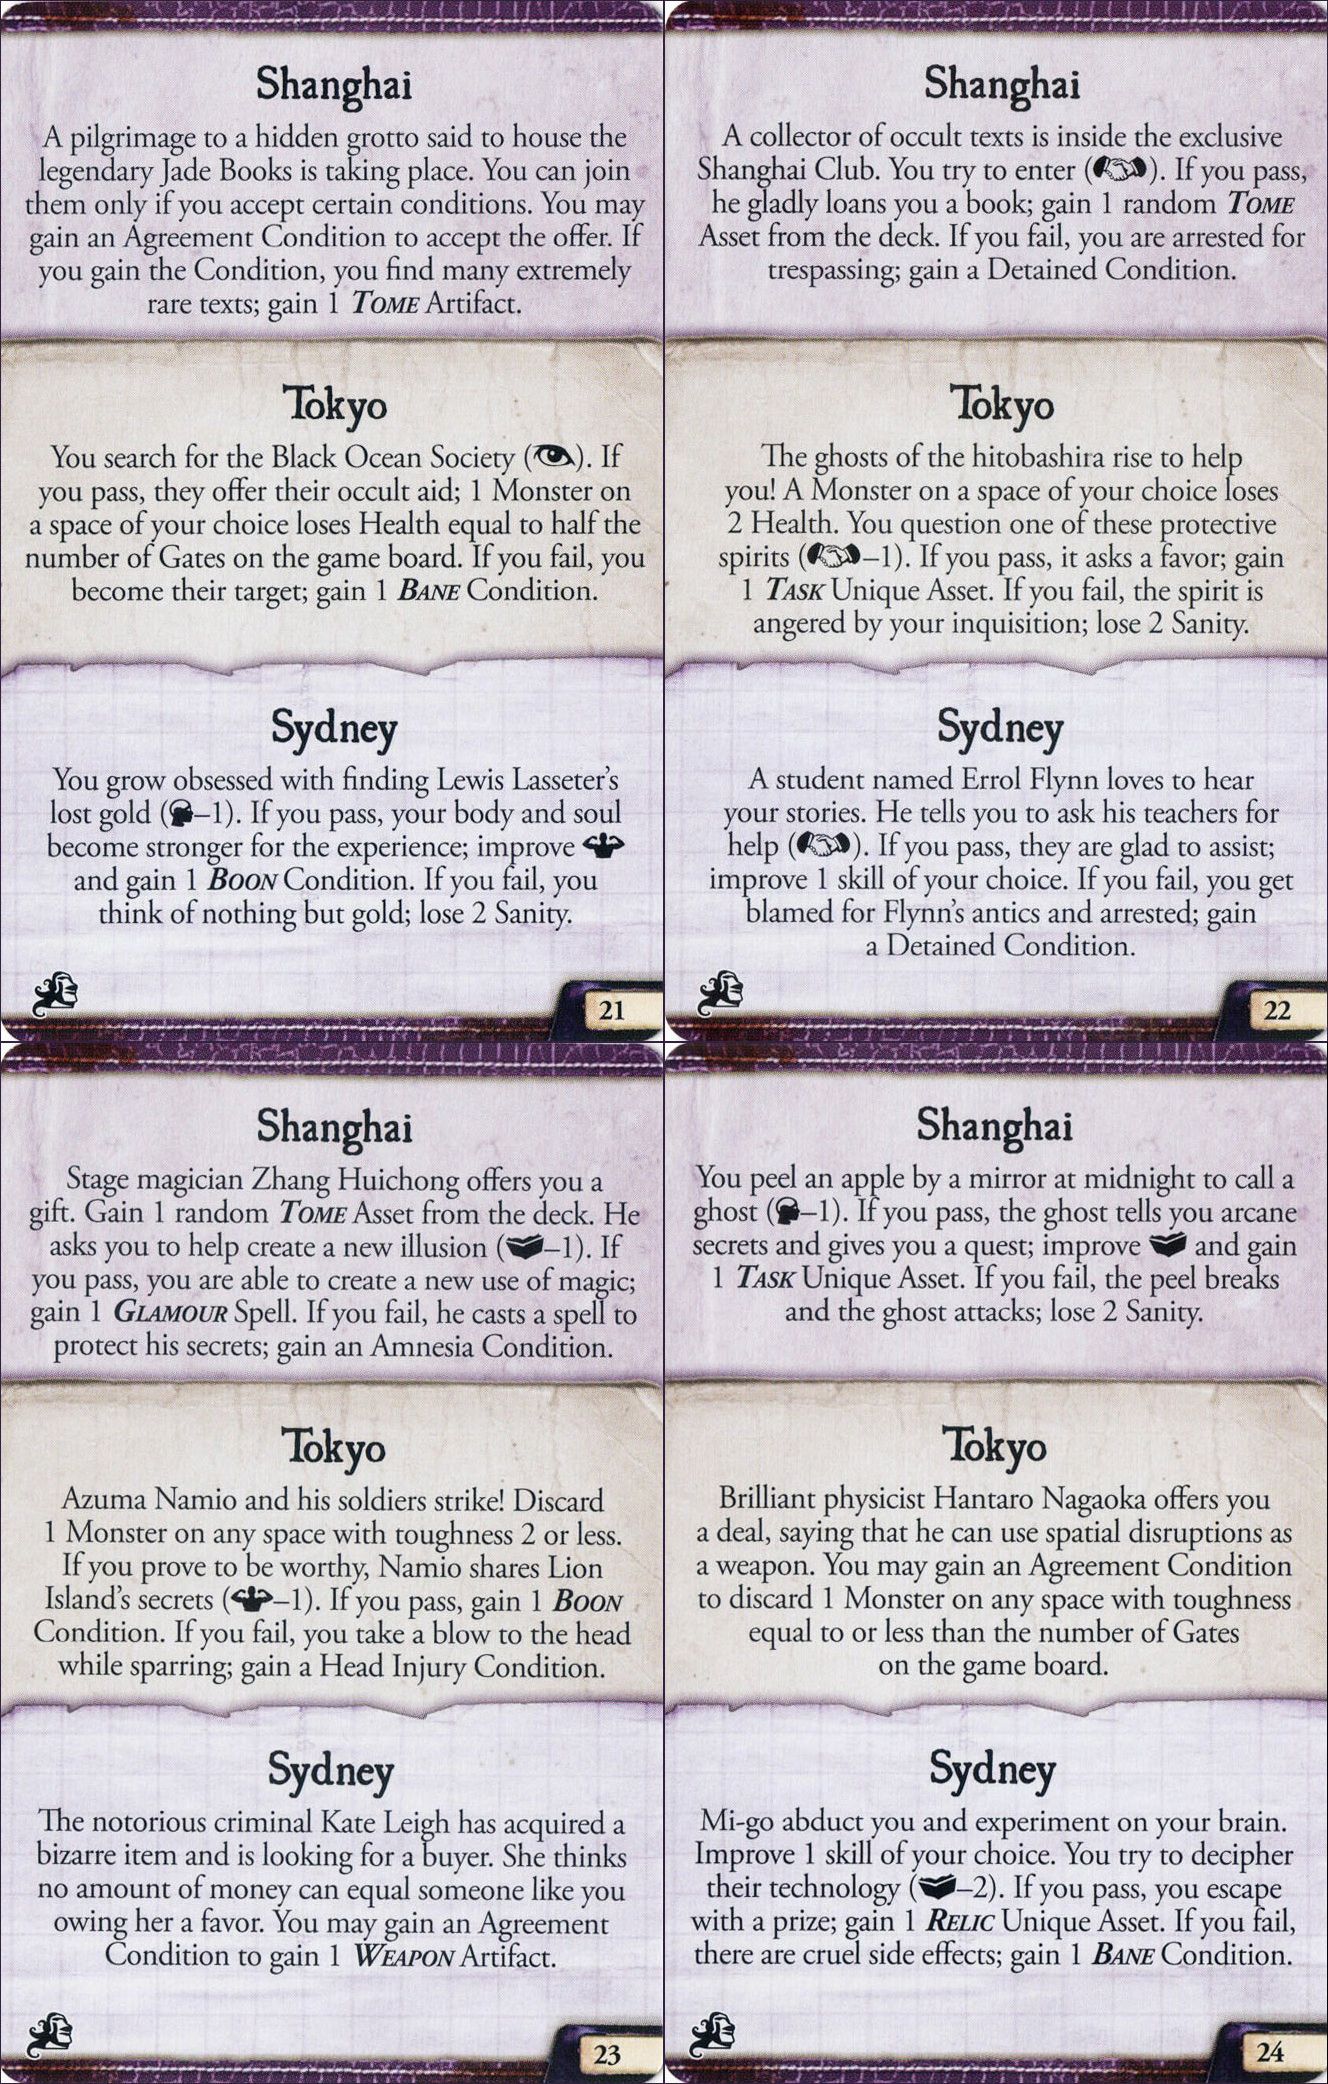 Shanghai
A pilgrimage to a hidden grotto said to house the
legendary Jade Books is taking place. You can join
them only if you accept certain conditions. You may
gain an Agreement Condition to accept the offer. If
you gain the Condition, you find many extremely
rare texts; gain 1 TOME Artifact.
Tokyo
You search for the Black Ocean Society (). If
you pass, they offer their occult aid; 1 Monster on
a space of your choice loses Health equal to half the
number of Gates on the game board. If you fail, you
become their target; gain 1 BANE Condition.
Sydney
You grow obsessed with finding Lewis Lasseter's
lost gold (–1). If you pass, your body and soul
become stronger for the experience; improve
and gain 1 BOON Condition. If you fail, you
think of nothing but gold; lose 2 Sanity.
21
Shanghai
A collector of occult texts is inside the exclusive
Shanghai Club. You try to enter (). If you pass,
he gladly loans you a book; gain 1 random TOME
Asset from the deck. If you fail, you are arrested for
trespassing; gain a Detained Condition.
Tokyo
The ghosts of the hitobashira rise to help
you! A Monster on a space of your choice loses
2 Health. You question one of these protective
spirits (–1). If you pass, it asks a favor; gain
1 TASK Unique Asset. If you fail, the spirit is
angered by your inquisition; lose 2 Sanity.
Sydney
A student named Errol Flynn loves to hear
your stories. He tells you to ask his teachers for
help (). If you pass, they are glad to assist;
improve 1 skill of your choice. If you fail, you get
blamed for Flynn's antics and arrested; gain
a Detained Condition.
22
Shanghai
Stage magician Zhang Huichong offers you a
gift. Gain 1 random TOME Asset from the deck. He
asks you to help create a new illusion (–1). If
you pass, you are able to create a new use of magic;
gain 1 GLAMOUR Spell. If you fail, he casts a spell to
protect his secrets; gain an Amnesia Condition.
Tokyo
Azuma Namio and his soldiers strike! Discard
1 Monster on any space with toughness 2 or less.
If you prove to be worthy, Namio shares Lion
Island's secrets (–1). If you pass, gain 1 BOON
Condition. If you fail, you take a blow to the head
while sparring; gain a Head Injury Condition.
Sydney
The notorious criminal Kate Leigh has acquired a
bizarre item and is looking for a buyer. She thinks
no amount of money can equal someone like you
owing her a favor. You may gain an Agreement
Condition to gain 1 WEAPON Artifact.
23
Shanghai
You peel an apple by a mirror at midnight to call a
ghost (–1). If you pass, the ghost tells you arcane
secrets and gives you a quest; improve and gain
1 TASK Unique Asset. If you fail, the peel breaks
and the ghost attacks; lose 2 Sanity.
Tokyo
Brilliant physicist Hantaro Nagaoka offers you
a deal, saying that he can use spatial disruptions as
a weapon. You may gain an Agreement Condition
to discard 1 Monster on any space with toughness
equal to or less than the number of Gates
on the game board.
Sydney
Mi-go abduct you and experiment on your brain.
Improve 1 skill of your choice. You try to decipher
their technology (–2). If you pass, you escape
with a prize; gain 1 RELIC Unique Asset. If you fail,
there are cruel side effects; gain 1 BANE Condition.
24